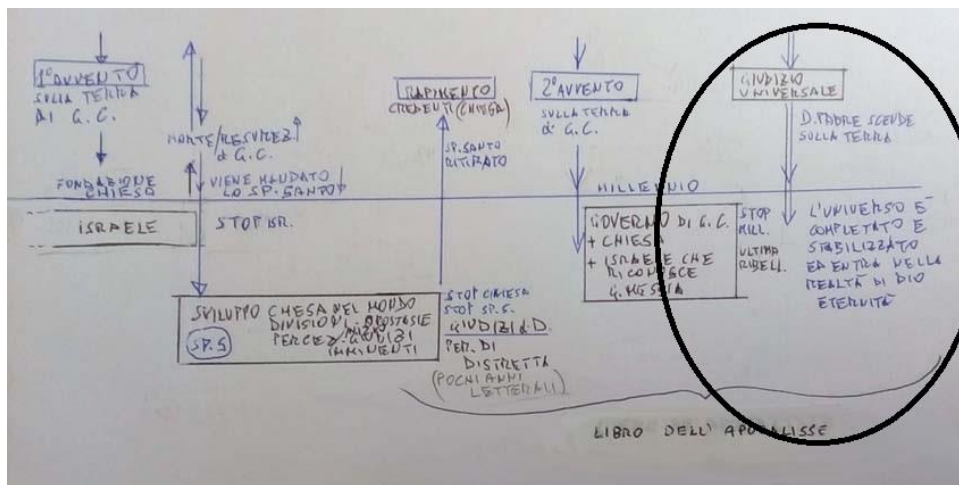 1° AVVENTO
SULLA TERRA
DI G. C.
FONDAZIONE
CHIESA
ISRAELE
MORTE/RESURREZ.
di G.C.
VIENE MANDATO
LO SP. SANTO
STOP ISR.
SVILUPPO CHIESA NEL MONDO
DIVISIONI APOSTASIE
INIZIO
PERCEZ. GIUDIZI
IMMINENTI
SP.S
RAPIMENTO
CREDENTI (CHIESA)
SP. SANTO
RITIRATO
STOP CHIESA
STOP SP. S.
GIUDIZI di D.
PER. DI
DISTRETTA
(POCHI ANNI
LETTERALI)
2° AVVENTO
SULLA TERRA
di G. C.
MILLENNIO
GOVERNO DI G. C.
+ CHIESA
+ ISRAELE CHE
RICONOSCE
MESSIA
STOP
MILL.
ULTIMA
RIBELL.
GIUDIZIO
UNIVERSALE
D. PADRE SCENDE
SULLA TERRA
L'UNIVERSO È
COMPLETATO E
STABILIZZATO
ED ENTRA NELLA
REALTÀ DI DIO
ETERNITÀ
LIBRO DELL'APOCALISSE